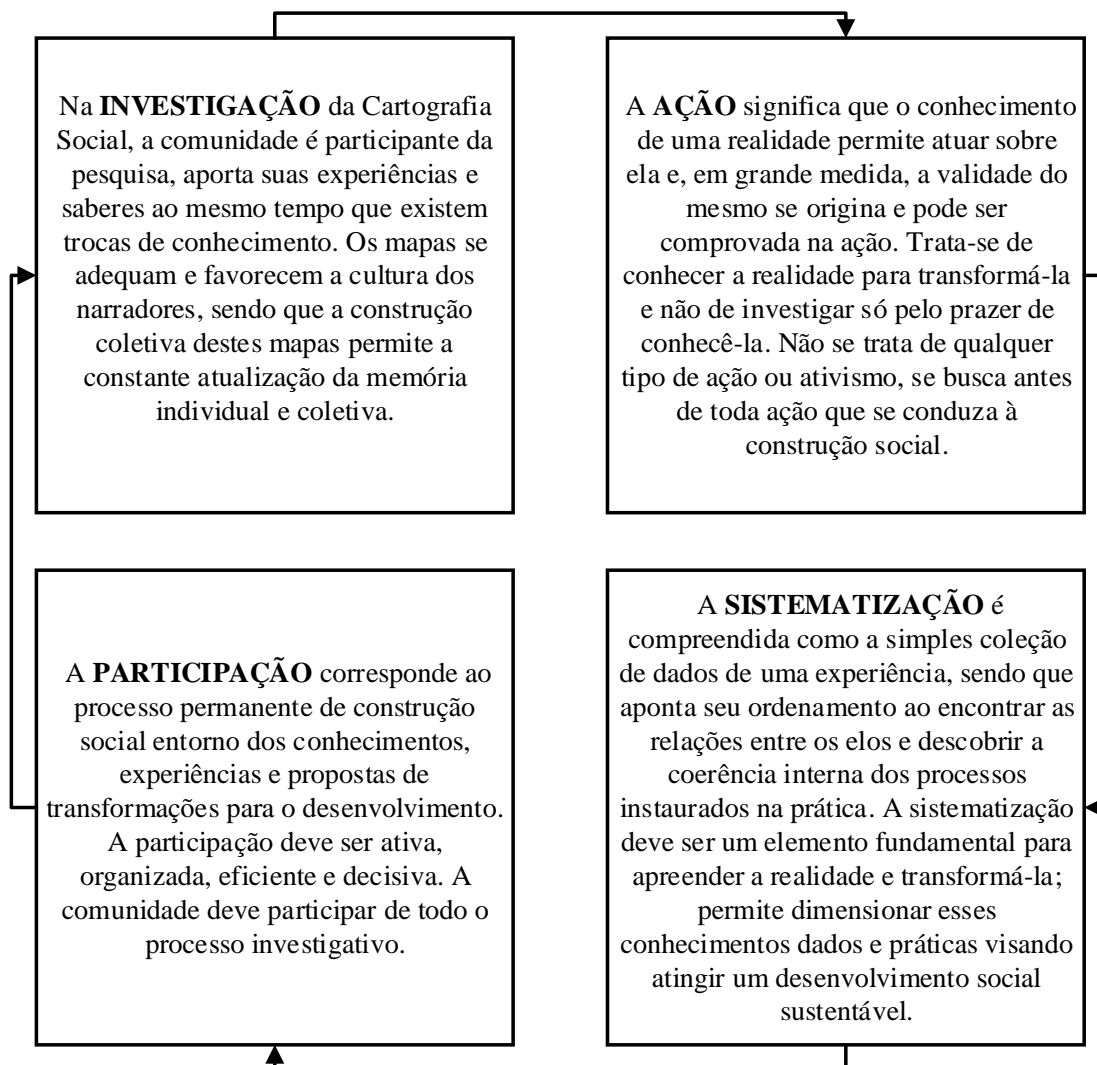 Na INVESTIGAÇÃO da Cartografia
Social, a comunidade é participante da
pesquisa, aporta suas experiências e
saberes ao mesmo tempo que existem
trocas de conhecimento. Os mapas se
adequam e favorecem a cultura dos
narradores, sendo que a construção
coletiva destes mapas permite a
constante atualização da memória
individual e coletiva.
A AÇÃO significa que o conhecimento
de uma realidade permite atuar sobre
ela e, em grande medida, a validade do
mesmo se origina e pode ser
comprovada na ação. Trata-se de
conhecer a realidade para transformá-la
e não de investigar só pelo prazer de
conhecê-la. Não se trata de qualquer
tipo de ação ou ativismo, se busca antes
de toda ação que se conduza à
construção social.
A PARTICIPAÇÃO corresponde ao
processo permanente de construção
social entorno dos conhecimentos,
experiências e propostas de
transformações para o desenvolvimento.
A participação deve ser ativa,
organizada, eficiente e decisiva. A
comunidade deve participar de todo o
processo investigativo.
A SISTEMATIZAÇÃO é
compreendida como a simples coleção
de dados de uma experiência, sendo que
aponta seu ordenamento ao encontrar as
relações entre os elos e descobrir a
coerência interna dos processos
instaurados na prática. A sistematização
deve ser um elemento fundamental para
apreender a realidade e transformá-la;
permite dimensionar esses
conhecimentos dados e práticas visando
atingir um desenvolvimento social
sustentável.